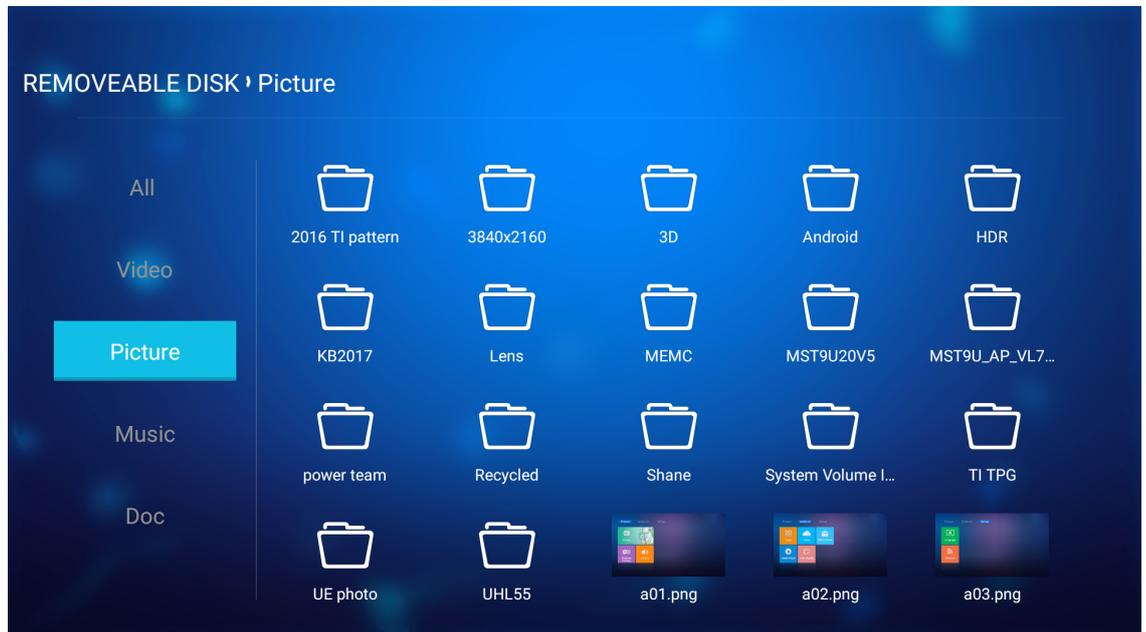 REMOVEABLE DISK › Picture
All
Video
Picture
Music
Doc
2016 TI pattern
3840x2160
3D
Android
HDR
KB2017
Lens
MEMC
MST9U20V5
MST9U_AP_VL7...
power team
Recycled
Shane
System Volume I...
TI TPG
UE photo
UHL55
a01.png
a02.png
a03.png